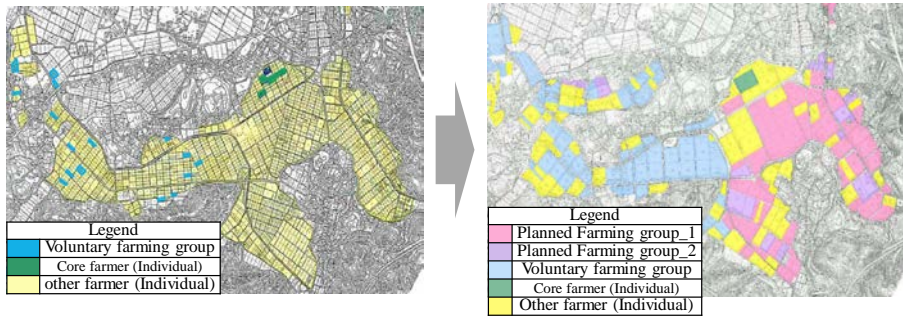 Legend
Voluntary farming group
Core farmer (Individual)
other farmer (Individual)
Legend
Planned Farming group_1
Planned Farming group_2
Voluntary farming group
Core farmer (Individual)
Other farmer (Individual)